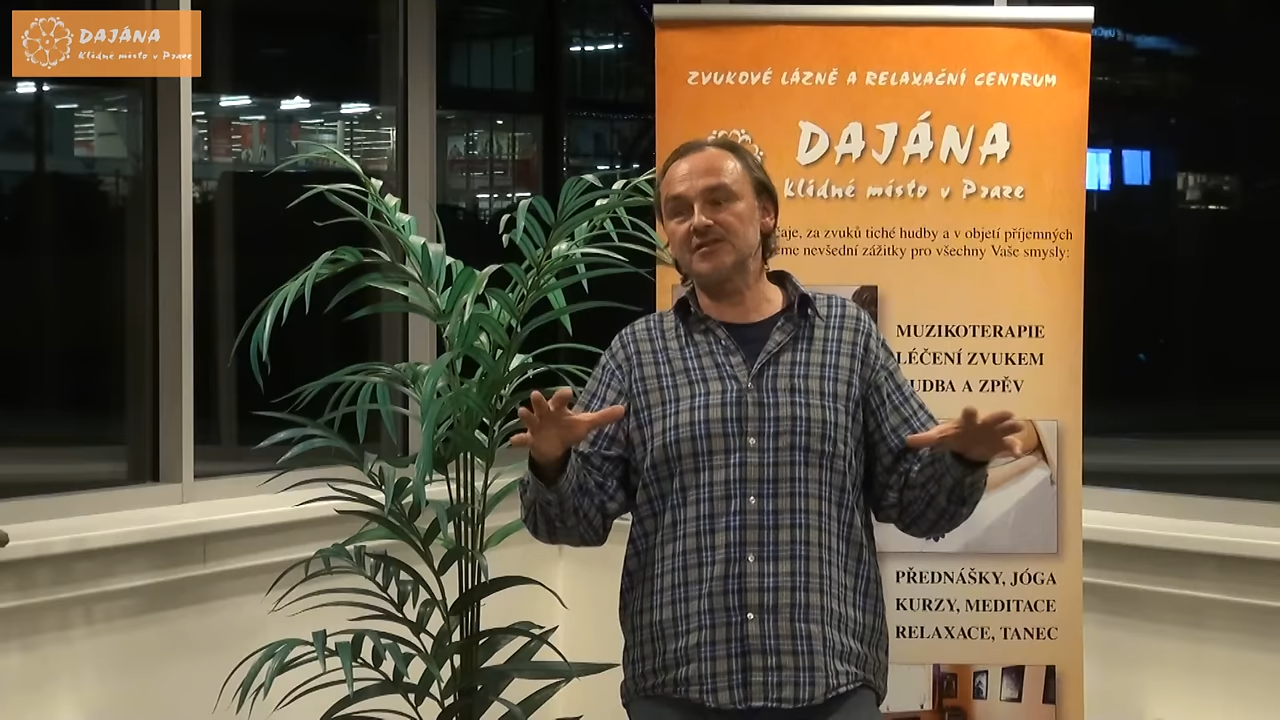 DAJÁNA
Klidné místo v Praze
ZVUKOVÉ LÁZNĚ A RELAXAČNÍ CENTRUM
DAJÁNA
klidné místo v Praze
čaje, za zvuků tiché hudby a v objetí příjemných
eme nevšední zážitky pro všechny Vaše smysly:
MUZIKOTERAPIE
LÉČENÍ ZVUKEM
UDBA A ZPĚV
PŘEDNÁŠKY, JÓGA
KURZY, MEDITACE
RELAXACE, TANEC